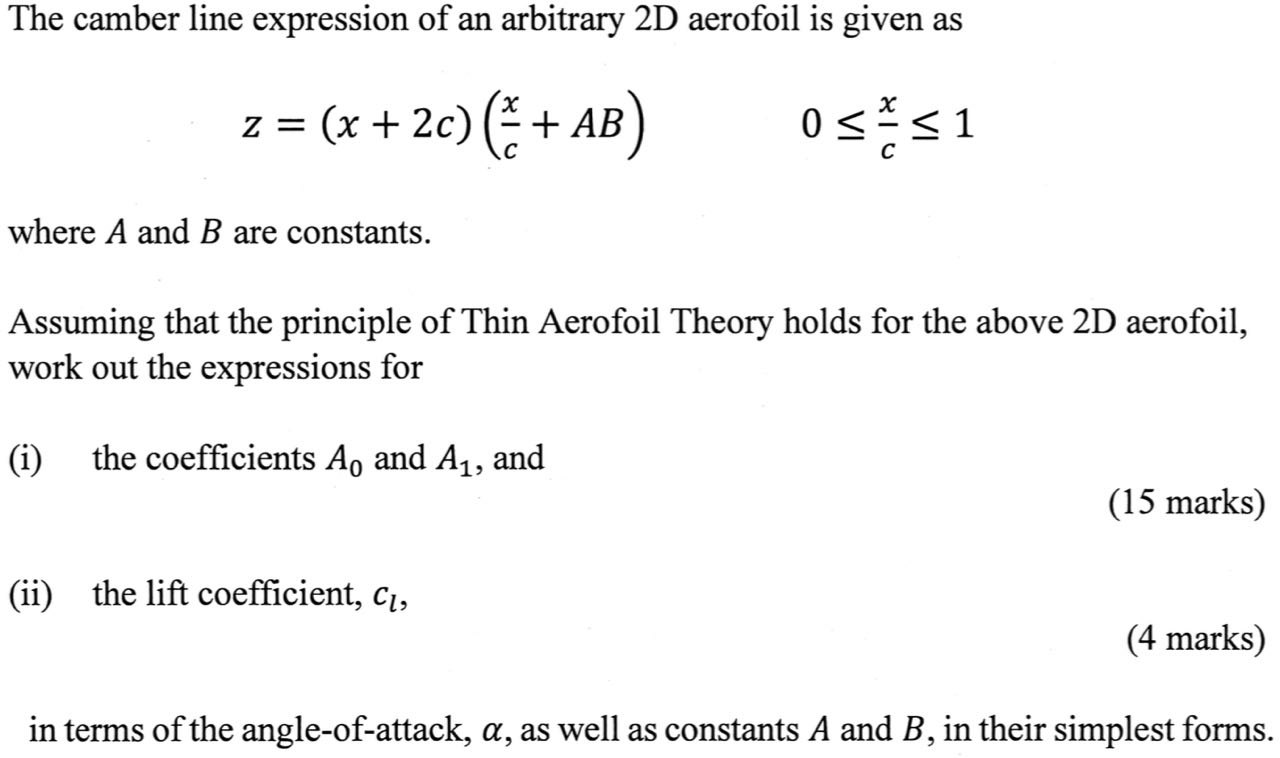 The camber line expression of an arbitrary 2D aerofoil is given as
z = (x + 2c) (x/c + AB)    0 ≤ x/c ≤ 1
where A and B are constants.
Assuming that the principle of Thin Aerofoil Theory holds for the above 2D aerofoil,
work out the expressions for
(i) the coefficients A₀ and A₁, and
(15 marks)
(ii) the lift coefficient, cₗ,
(4 marks)
in terms of the angle-of-attack, α, as well as constants A and B, in their simplest forms.